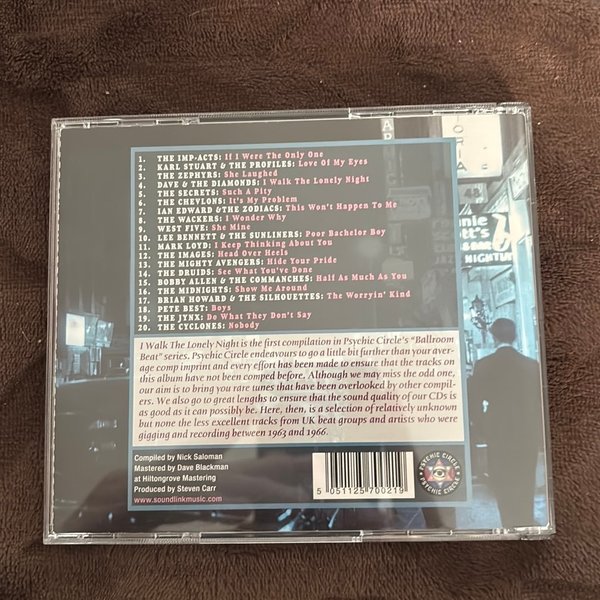 1. THE IMP-ACTS: If I Were The Only One
2. KARL STUART & THE PROFILES: Love Of My Eyes
3. THE ZEPHYRS: She Laughed
4. DAVE & THE DIAMONDS: I Walk The Lonely Night
5. THE SECRETS: Such A Pity
6. THE CHEVLONS: It's My Problem
7. IAN EDWARD &THE ZODIACS: This Won't Happen To Me
8. THE WACKERS: I Wonder Why
9. WEST FIVE: She Mine
10. LEE BENNETT & THE SUNLINERS: Poor Bachelor Boy
11. MARK LOYD: I Keep Thinking About You
12. THE IMAGES: Head Over Heels
13. THE MIGHTY AVENGERS: Hide Your Pride
14. THE DRUIDS: See What You've Done
15. BOBBY ALLEN & THE COMMANCHES: Half As Much As You
16. THE MIDNIGHTS: Show Me Around
17. BRIAN HOWARD & THE SILHOUETTES: The Worryin' Kind
18. PETE BEST: Boys
19. THE JYNX: Do What They Don't Say
20. THE CYCLONES: Nobody
I Walk The Lonely Night is the first compilation in Psychic Circle's "Ballroom
Beat" series. Psychic Circle endeavours to go a little bit further than your aver-
age comp imprint and every effort has been made to ensure that the tracks on
this album have not been comped before. Although we may miss the odd one,
our aim is to bring you rare tunes that have been overlooked by other compil-
ers. We also go to great lengths to ensure that the sound quality of our CDs is
as good as it can possibly be. Here, then, is a selection of relatively unknown
but none the less excellent tracks from UK beat groups and artists who were
gigging and recording between 1963 and 1966.
Compiled by Nick Saloman
Mastered by Dave Blackman
at Hiltongrove Mastering
Produced by Steven Carr
www.soundlinkmusic.com
5 051125 700219
PSYCHIC CIRCLE
PSYCHIC CIRCLE
AR
nie
tt's
NIGHTCLU